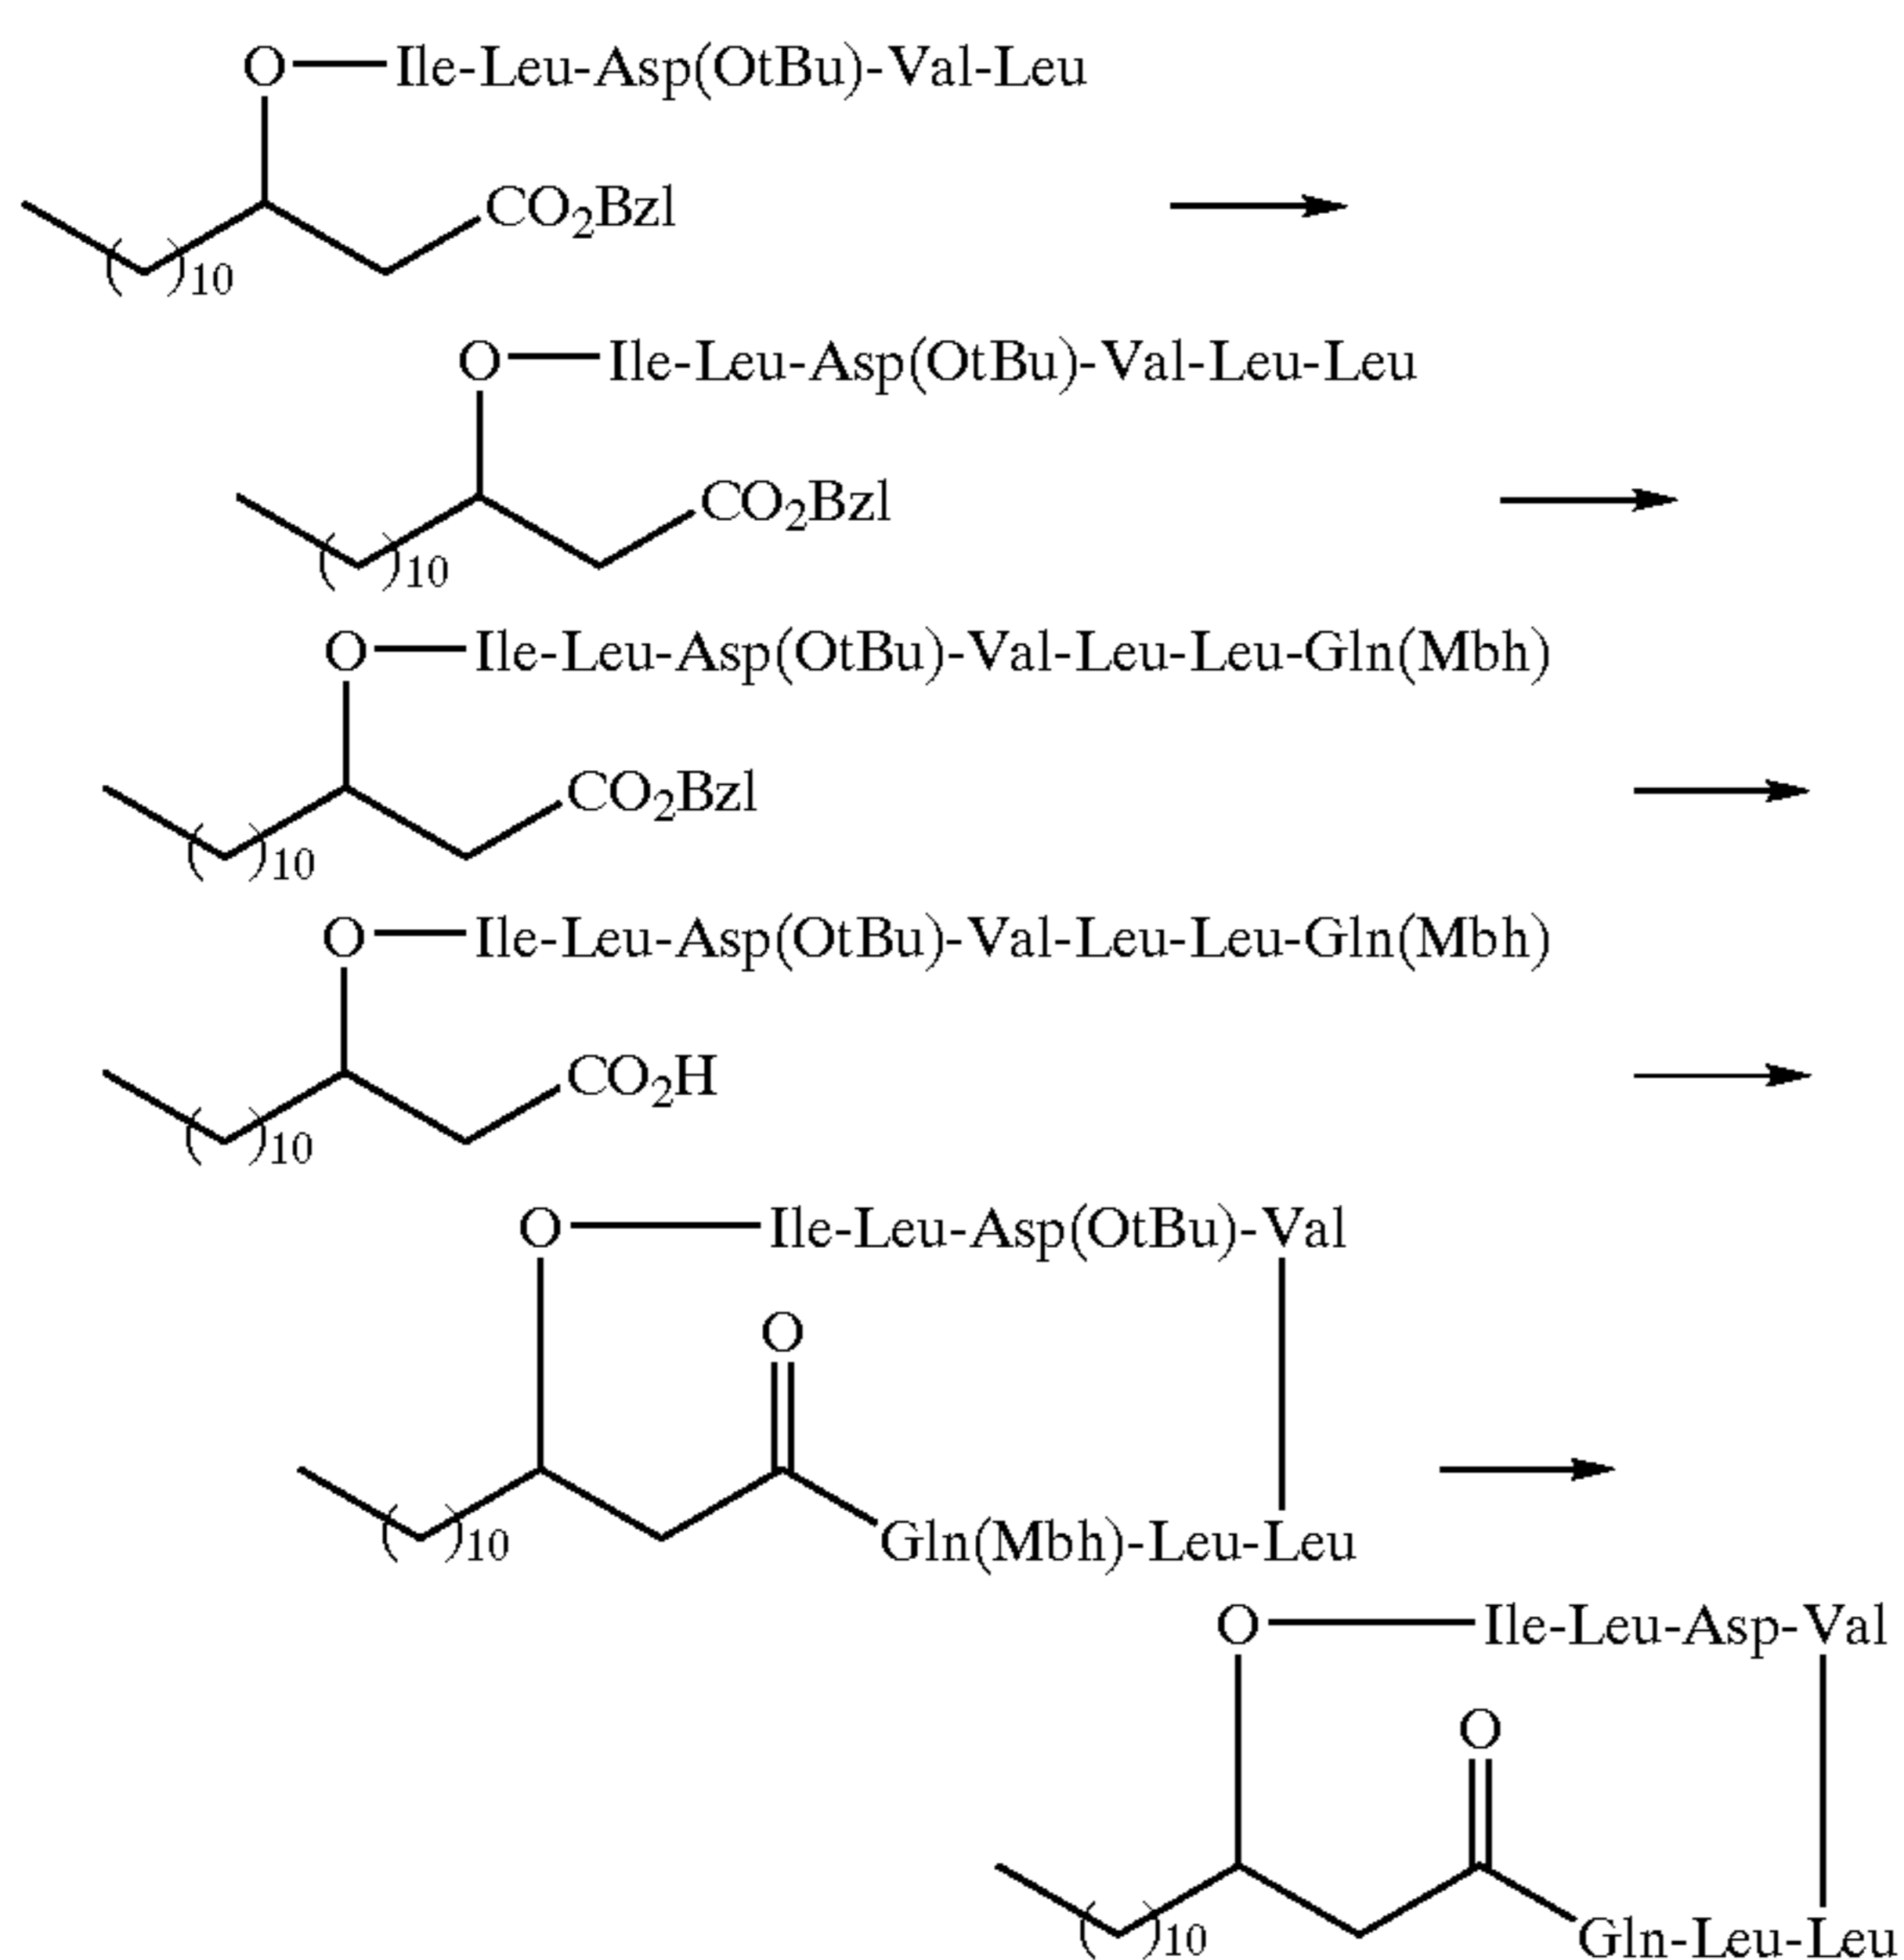 O Ile-Leu-Asp(OtBu)-Val-Leu
CO2Bzl
( )10
O Ile-Leu-Asp(OtBu)-Val-Leu-Leu
CO2Bzl
( )10
O Ile-Leu-Asp(OtBu)-Val-Leu-Leu-Gln(Mbh)
CO2Bzl
( )10
O Ile-Leu-Asp(OtBu)-Val-Leu-Leu-Gln(Mbh)
CO2H
( )10
O Ile-Leu-Asp(OtBu)-Val
O
( )10 Gln(Mbh)-Leu-Leu
O Ile-Leu-Asp-Val
O
( )10 Gln-Leu-Leu